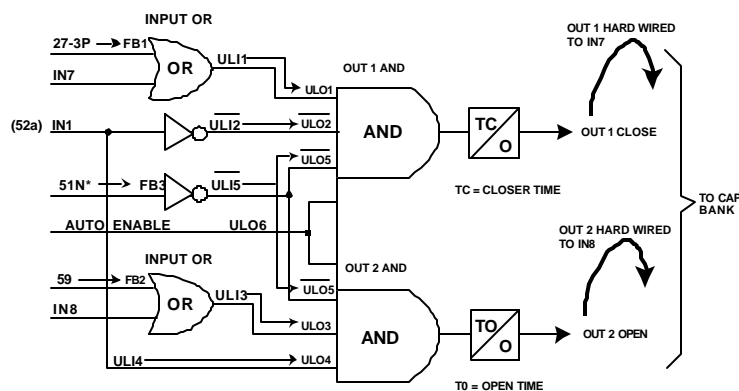 INPUT OR
27-3P FB1
OR
ULI1
IN7
ULO1
OUT 1 AND
OUT 1 HARD WIRED
TO IN7
(52a) IN1
ULI2
ULO2
AND
TC
O
OUT 1 CLOSE
ULO5
51N* FB3
ULI5
TC = CLOSER TIME
TO CAP
BANK
AUTO ENABLE ULO6
INPUT OR
OUT 2 AND
OUT 2 HARD WIRED
TO IN8
59 FB2
OR
ULI3
ULO5
IN8
ULO3
AND
TO
O
OUT 2 OPEN
ULI4
ULO4
T0 = OPEN TIME